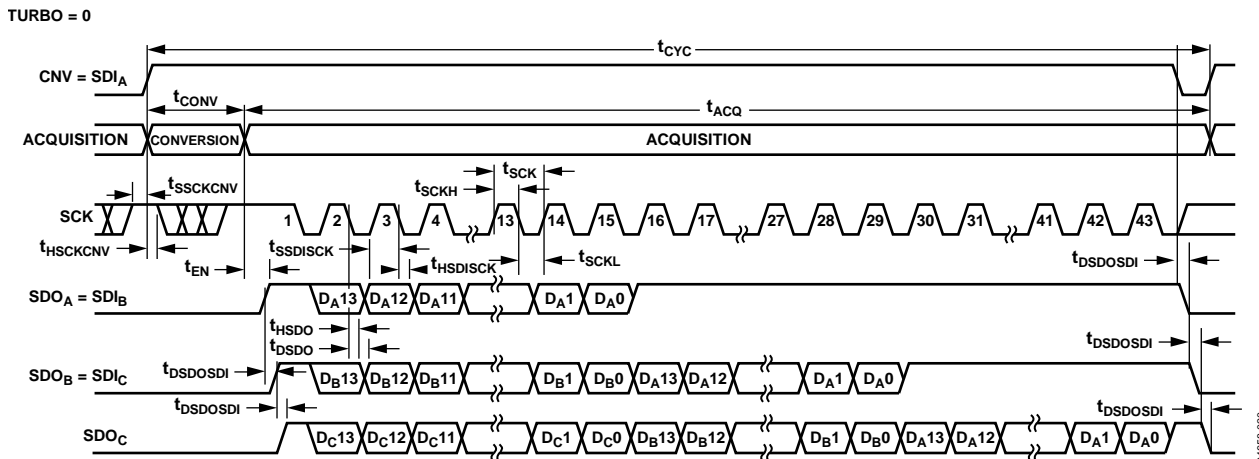 TURBO = 0
tCYC
CNV = SDIA
tCONV
tACQ
ACQUISITION CONVERSION ACQUISITION
tSSCKCNV
tSCK
tSCKH
SCK 1 2 3 4 13 14 15 16 17 27 28 29 30 31 41 42 43
tHSCKCNV
tSSDISCK
tHSDISCK
tSCKL
tEN
tDSDOSDI
SDOA = SDIB DA13 DA12 DA11 DA1 DA0
tHSDO
tDSDO
tDSDOSDI
tDSDOSDI
SDOB = SDIC DB13 DB12 DB11 DB1 DB0 DA13 DA12 DA1 DA0
tDSDOSDI
tDSDOSDI
SDOC DC13 DC12 DC11 DC1 DC0 DB13 DB12 DB1 DB0 DA13 DA12 DA1 DA0